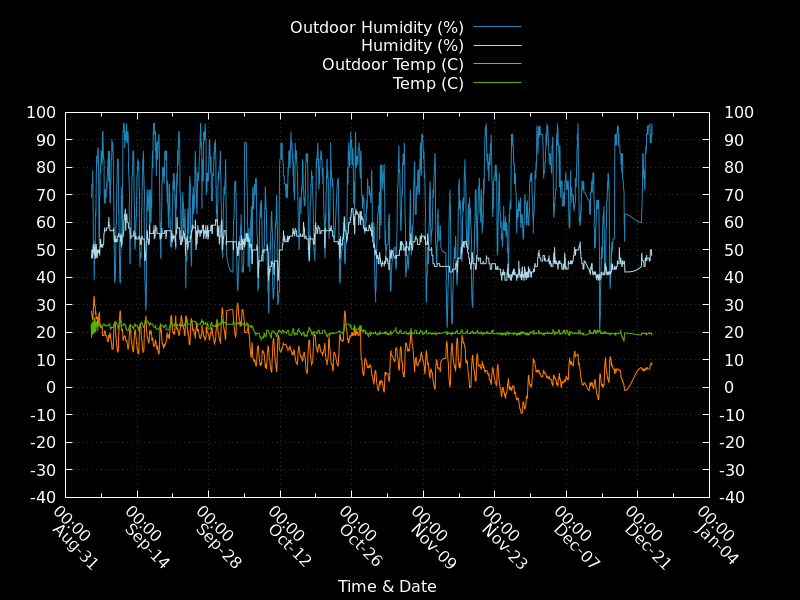 Outdoor Humidity (%)
Humidity (%)
Outdoor Temp (C)
Temp (C)
100 100
90 90
80 80
70 70
60 60
50 50
40 40
30 30
20 20
10 10
0 0
-10 -10
-20 -20
-30 -30
-40 -40
00:00 Aug-31
00:00 Sep-14
00:00 Sep-28
00:00 Oct-12
00:00 Oct-26
00:00 Nov-09
00:00 Nov-23
00:00 Dec-07
00:00 Dec-21
00:00 Jan-04
Time & Date